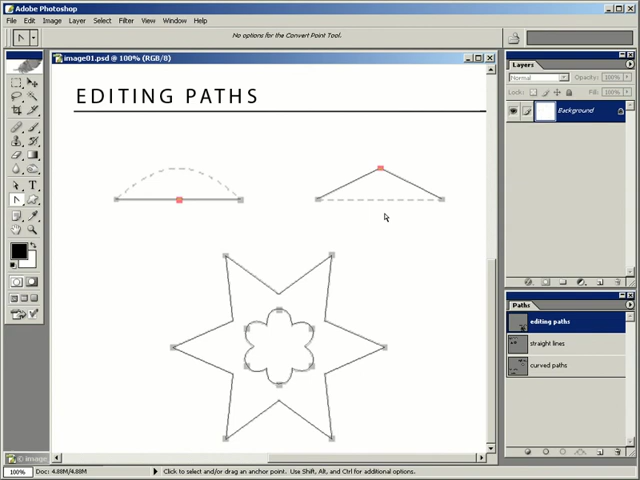 Adobe Photoshop
File Edit Image Layer Select Filter View Window Help
No options for the Convert Point Tool.
image01.psd @ 100% (RGB/8)
EDITING PATHS
Layers
Normal Opacity: 100%
Lock: Fill: 100%
Background
Paths
editing paths
straight lines
curved paths
© image
100% Doc: 4.88M/4.88M Click to select and/or drag an anchor point. Use Shift, Alt, and Ctrl for additional options.